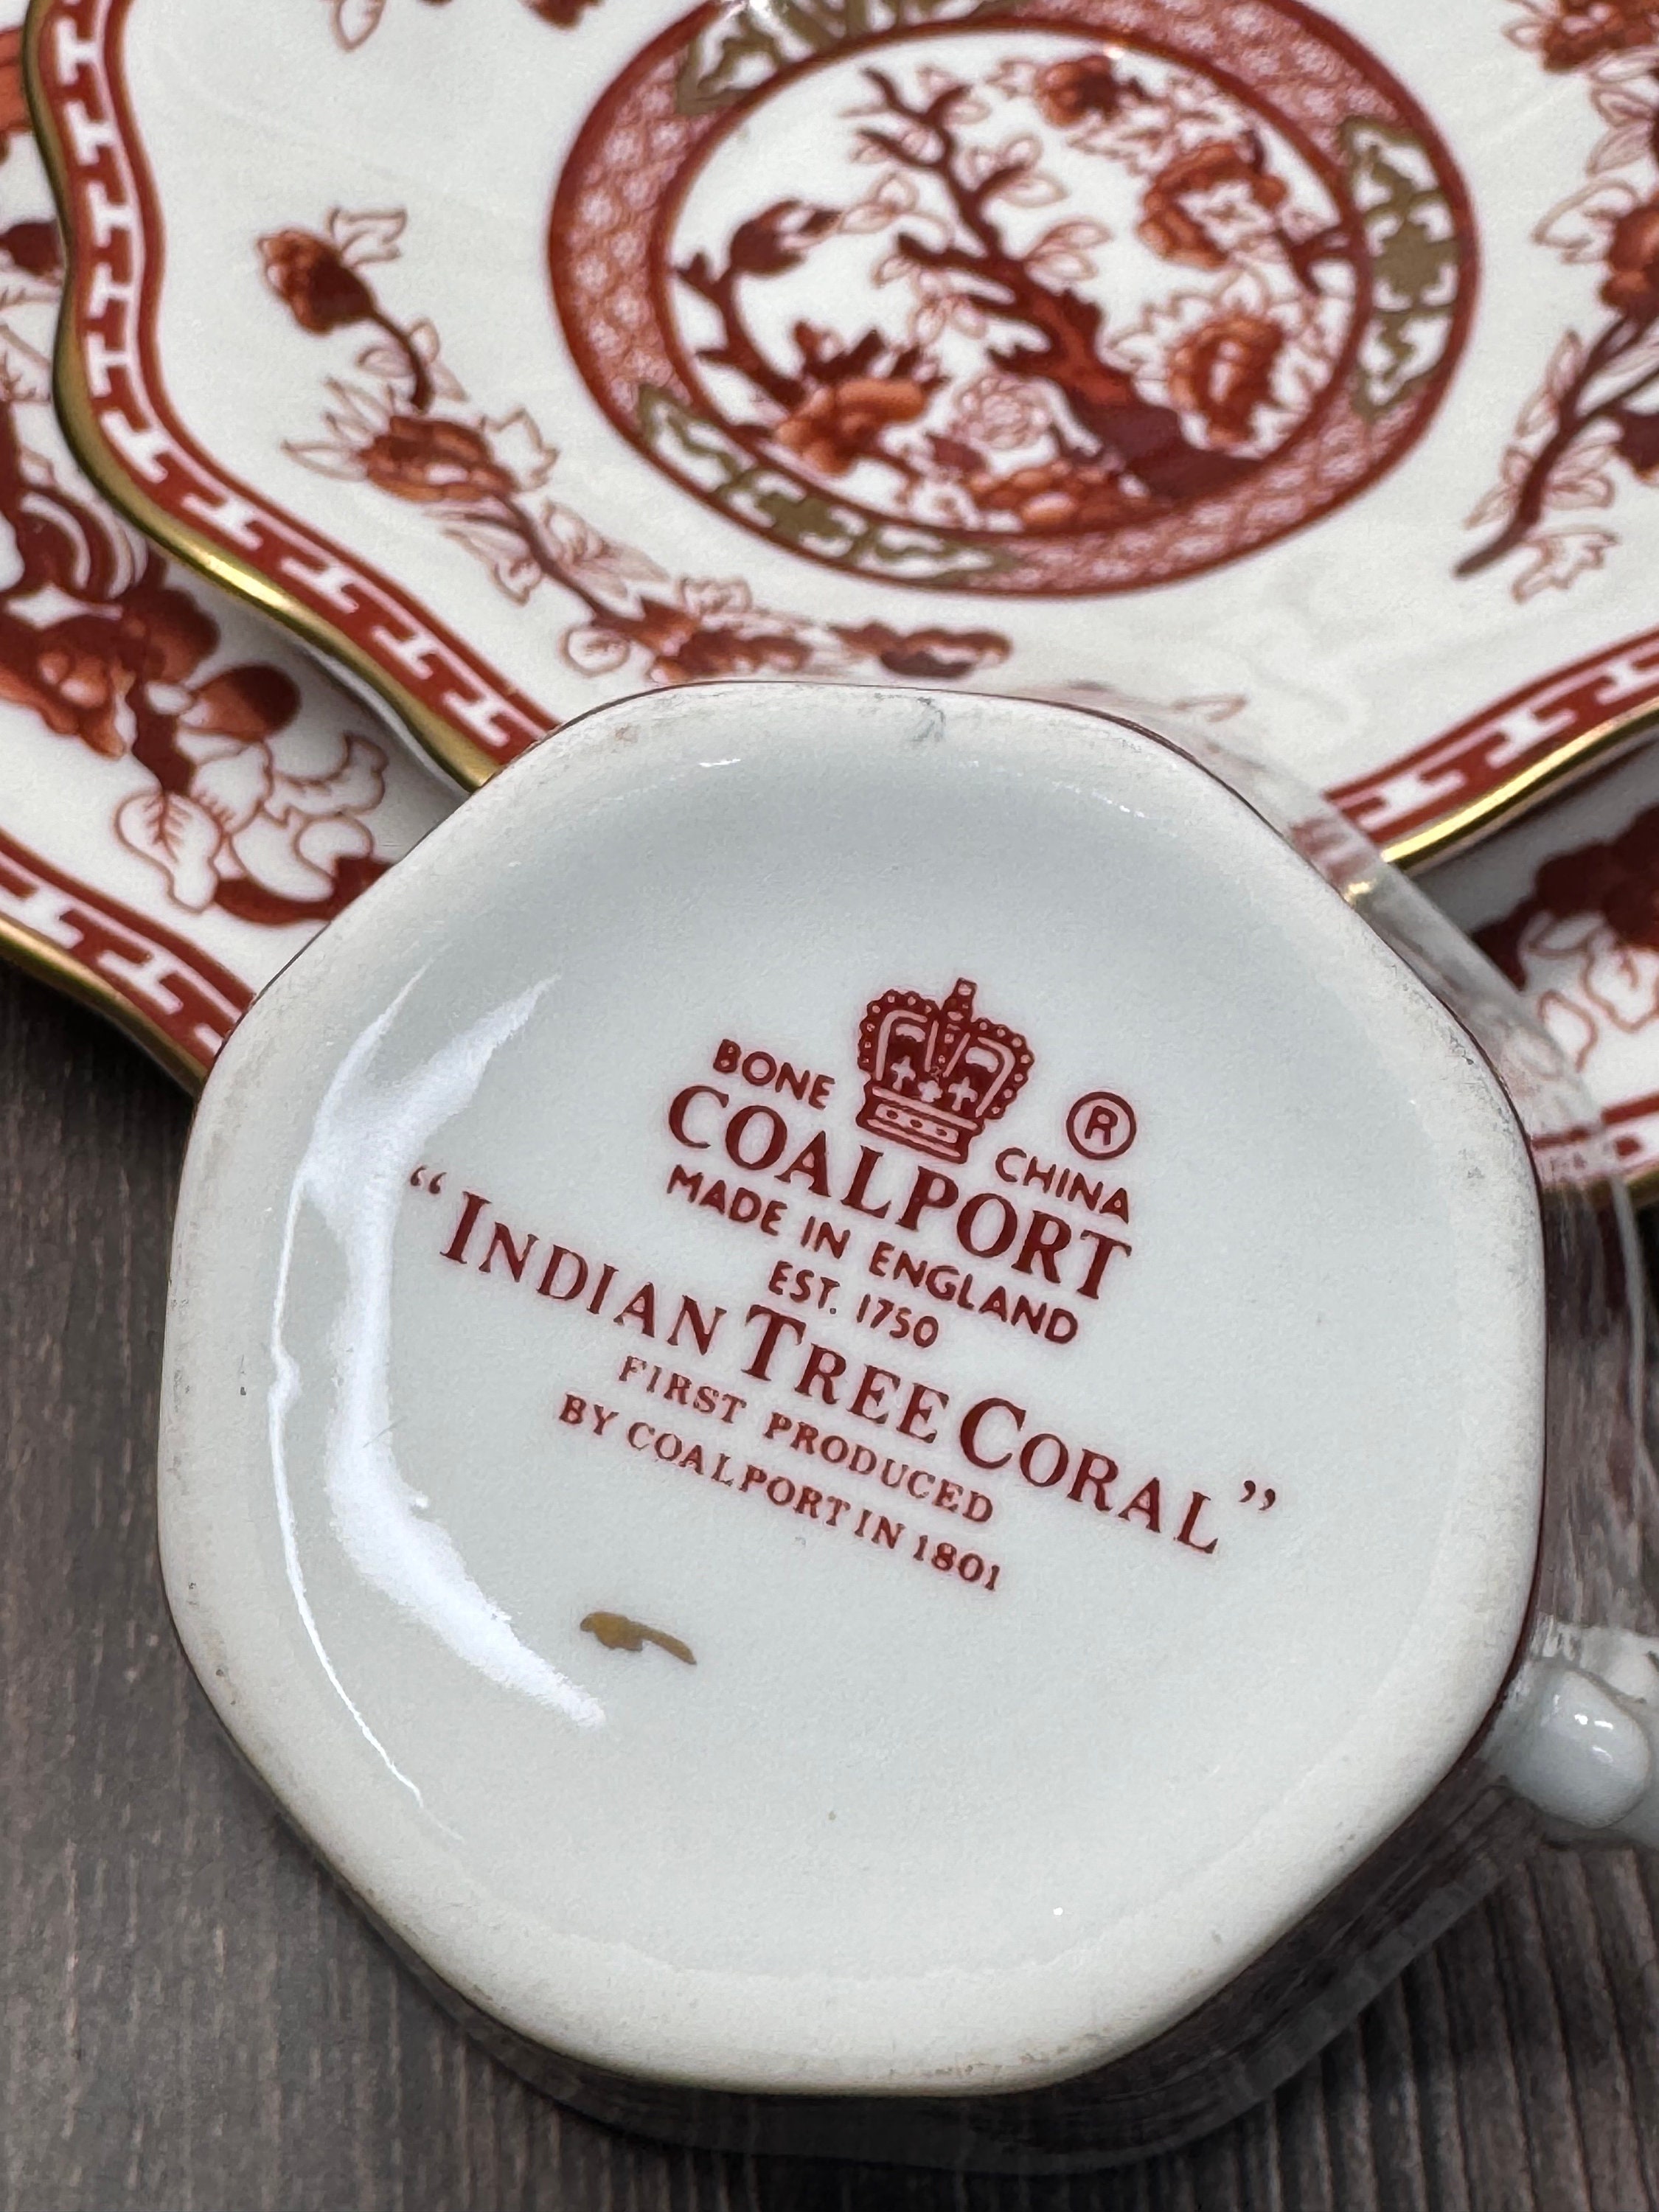 BONE CHINA ®
COALPORT
MADE IN ENGLAND
EST. 1750
“INDIAN TREE CORAL”
FIRST PRODUCED
BY COALPORT IN 1801